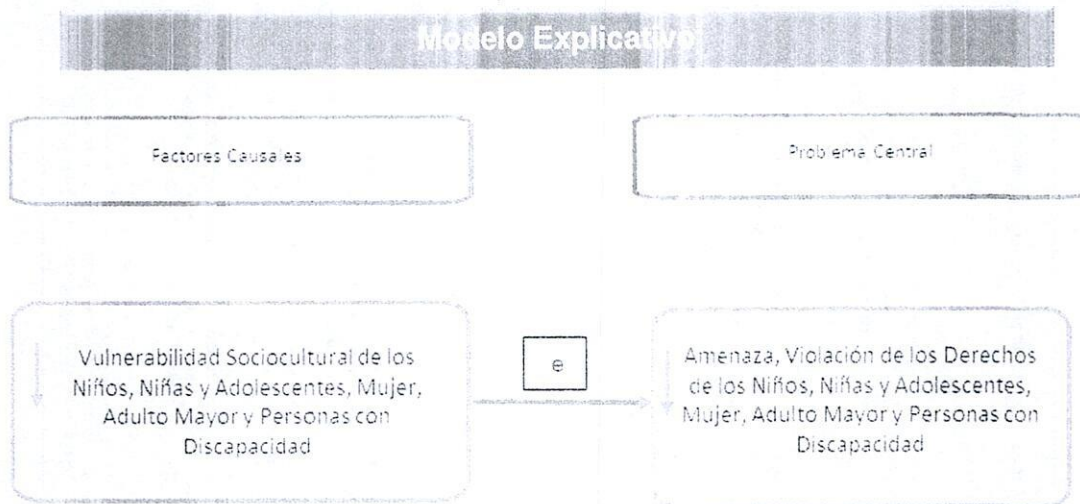 Modelo Explicativo
Factores Causales
Problema Central
Vulnerabilidad Sociocultural de los
Niños, Niñas y Adolescentes, Mujer,
Adulto Mayor y Personas con
Discapacidad
e
Amenaza, Violación de los Derechos
de los Niños, Niñas y Adolescentes,
Mujer, Adulto Mayor y Personas con
Discapacidad